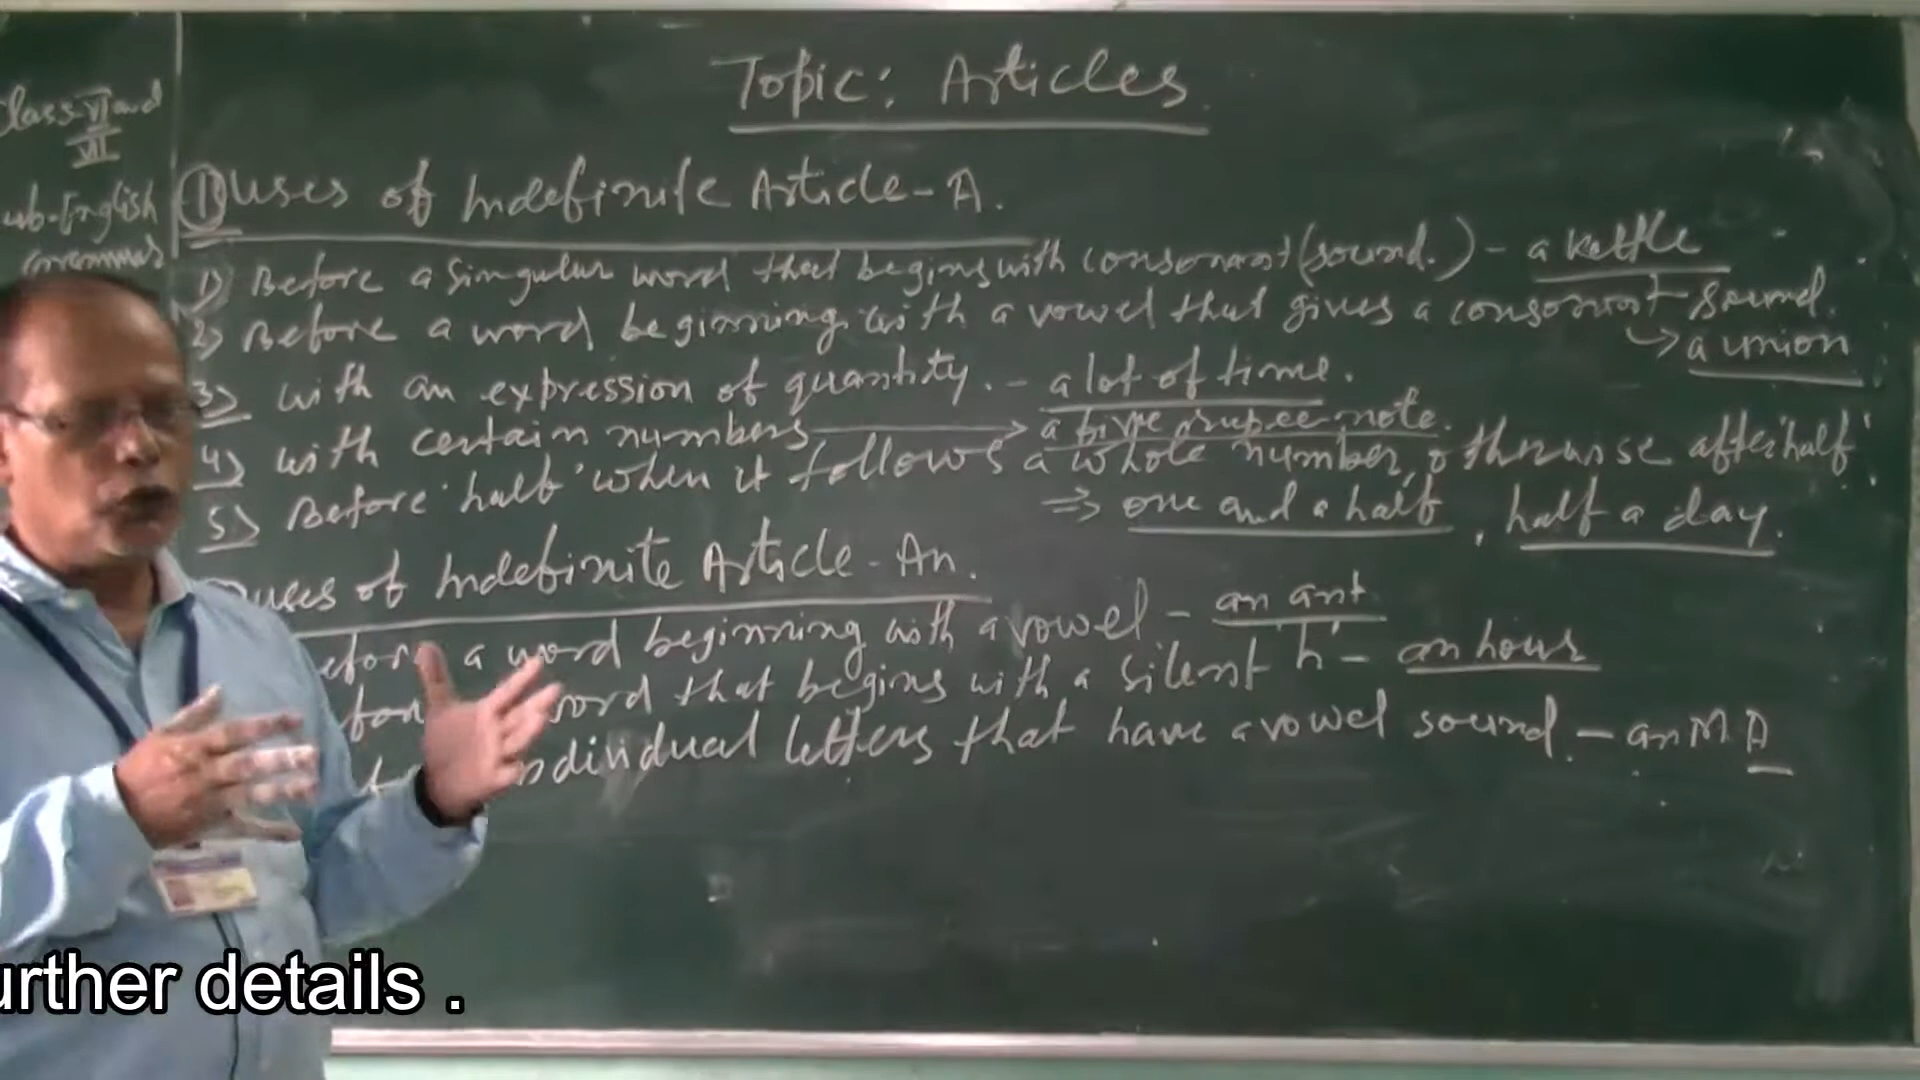 Topic: Articles
Class-VI and
VII
ub-English
Grammar
① uses of Indefinite Article-A.
1) Before a singular word that begins with consonant (sound.) - a kettle
2) Before a word beginning with a vowel that gives a consonant sound.
→ a union
3) with an expression of quantity. - a lot of time.
4) with certain numbers → a five rupee note.
5) Before 'half' when it follows a whole number, otherwise after 'half'.
⇒ one and a half, half a day.
uses of Indefinite Article-An.
efore a word beginning with a vowel - an ant
word that begins with a silent 'h' - an hour
individual letters that have a vowel sound - an M A
urther details .